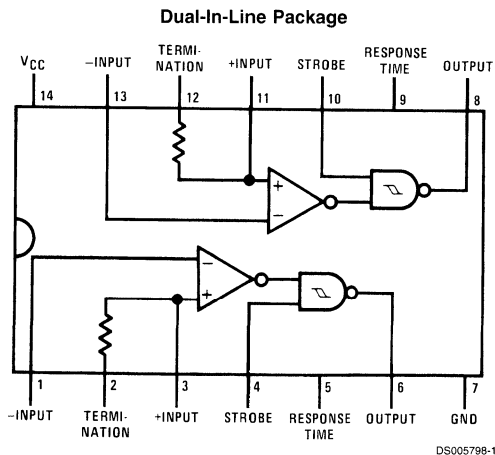 Dual-In-Line Package
VCC
–INPUT
TERMI-
NATION
+INPUT
STROBE
RESPONSE
TIME
OUTPUT
14
13
12
11
10
9
8
+
–
–
+
1
2
3
4
5
6
7
–INPUT
TERMI-
NATION
+INPUT
STROBE
RESPONSE
TIME
OUTPUT
GND
DS005798-1